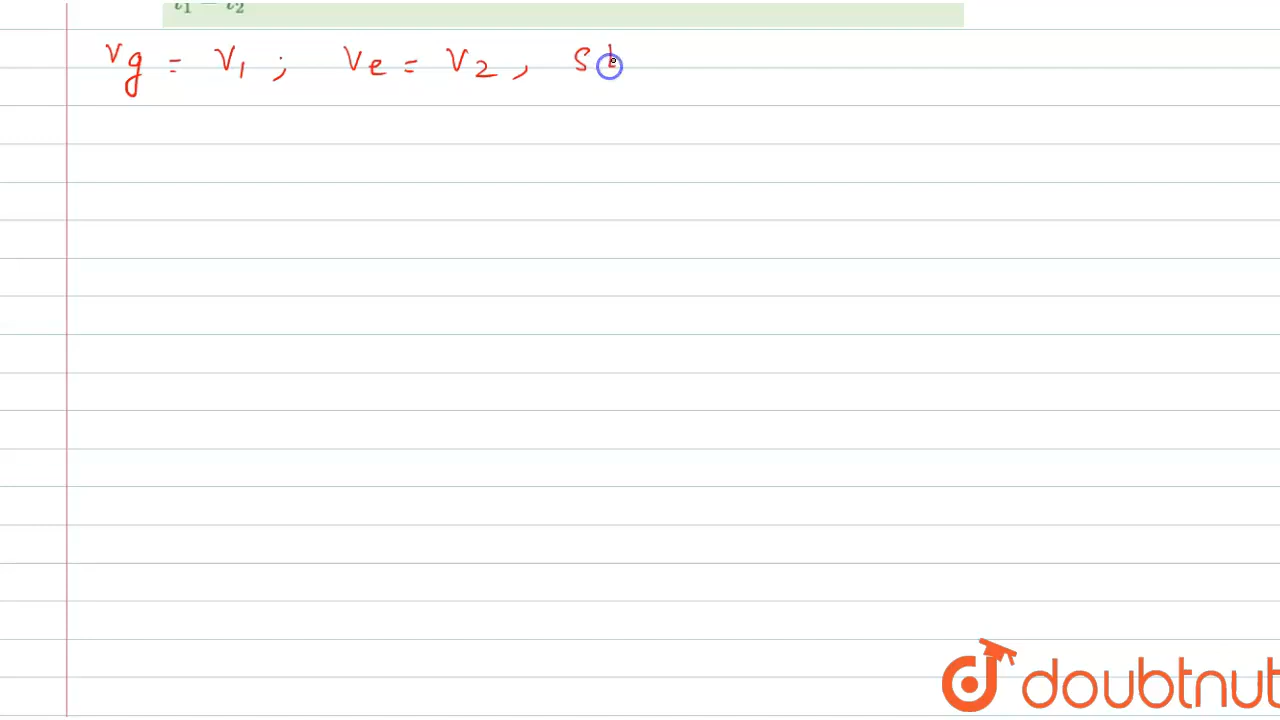 Vg = V1 ; Ve = V2 , S
doubtnut